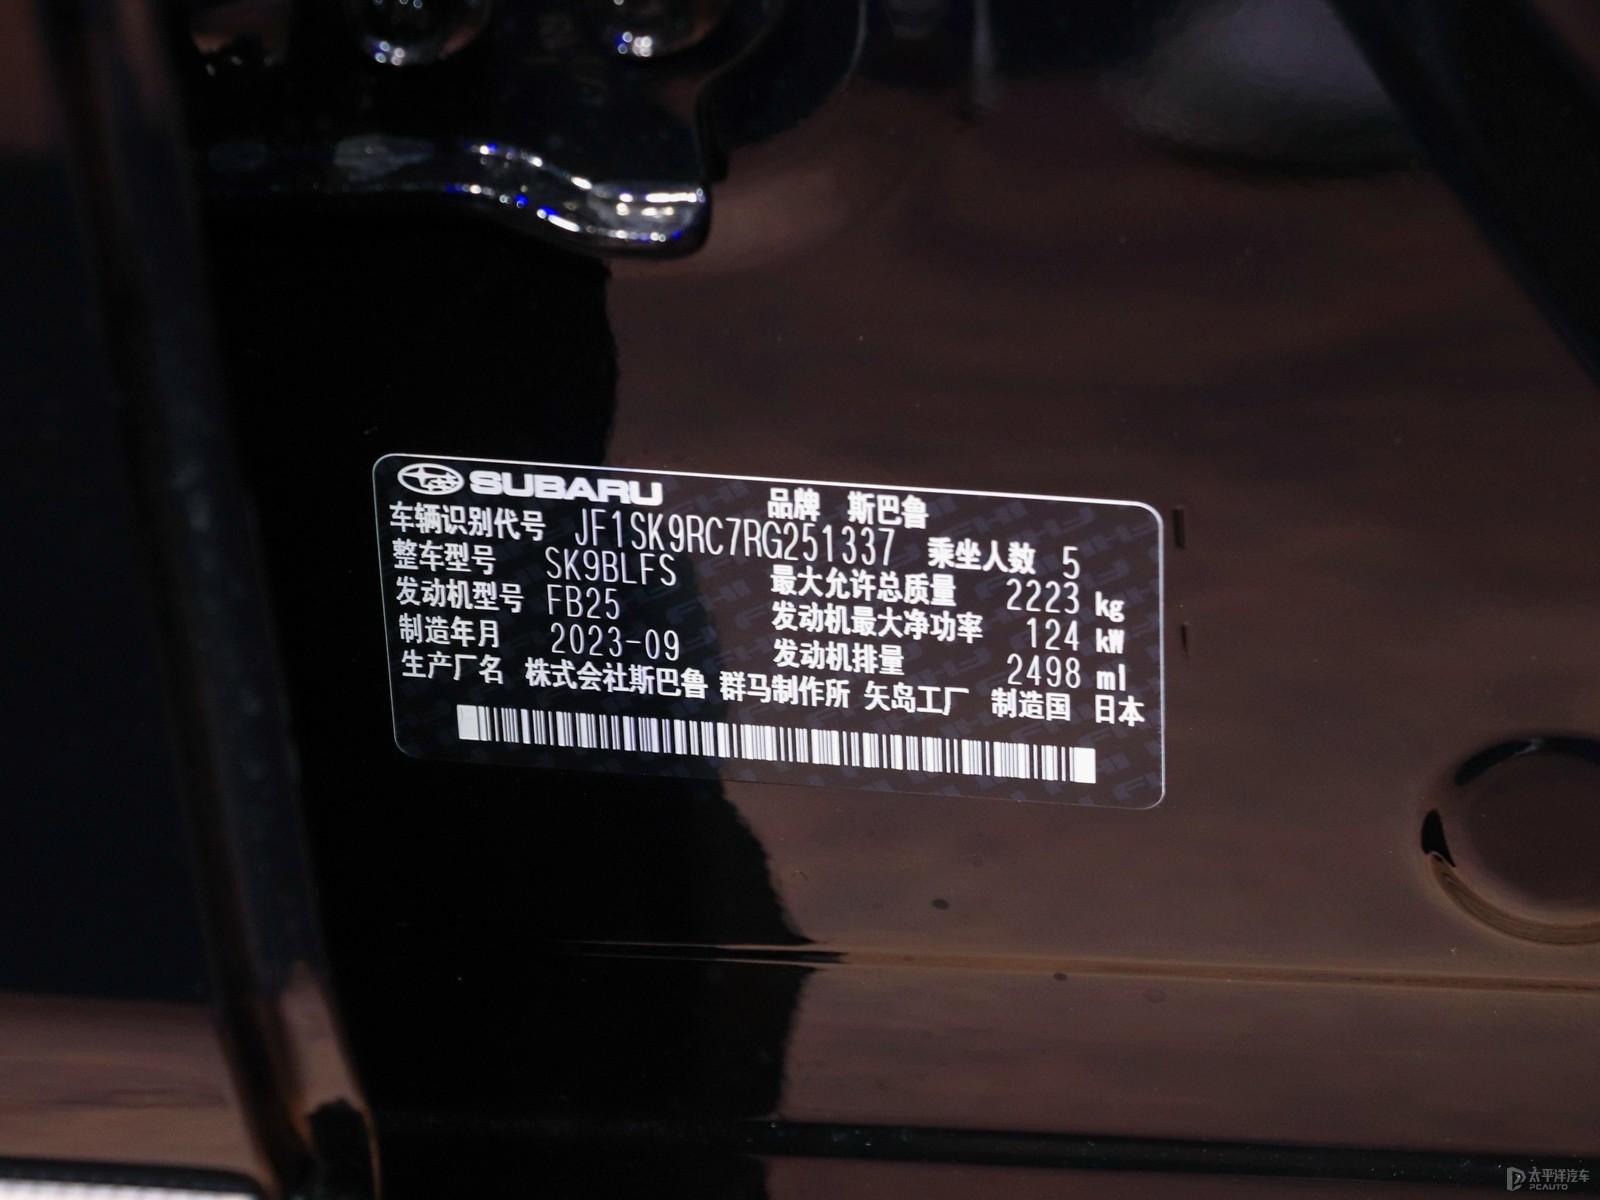 SUBARU 品牌 斯巴鲁
车辆识别代号 JF1SK9RC7RG251337 乘坐人数 5
整车型号 SK9BLFS 最大允许总质量 2223 kg
发动机型号 FB25 发动机最大净功率 124 kW
制造年月 2023-09 发动机排量 2498 ml
生产厂名 株式会社斯巴鲁 群马制作所 矢岛工厂 制造国 日本
太平洋汽车
PCAUTO